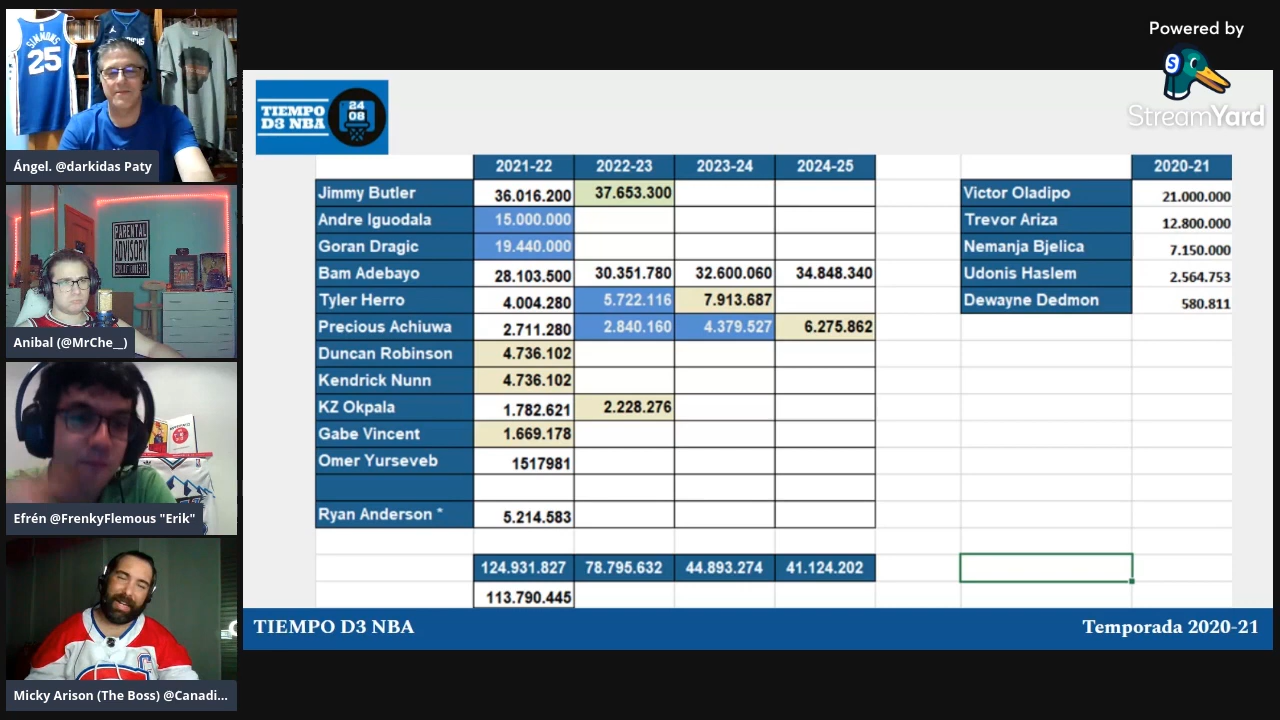 Powered by
StreamYard
SIMMONS
25
Ángel. @darkidas Paty
PARENTAL
ADVISORY
EXPLICIT CONTENT
Anibal (@MrChe__)
Efrén @FrenkyFlemous "Erik"
Micky Arison (The Boss) @Canadi...
TIEMPO
D3 NBA
24
08
2021-22 2022-23 2023-24 2024-25 2020-21
Jimmy Butler 36.016.200 37.653.300 Victor Oladipo 21.000.000
Andre Iguodala 15.000.000 Trevor Ariza 12.800.000
Goran Dragic 19.440.000 Nemanja Bjelica 7.150.000
Bam Adebayo 28.103.500 30.351.780 32.600.060 34.848.340 Udonis Haslem 2.564.753
Tyler Herro 4.004.280 5.722.116 7.913.687 Dewayne Dedmon 580.811
Precious Achiuwa 2.711.280 2.840.160 4.379.527 6.275.862
Duncan Robinson 4.736.102
Kendrick Nunn 4.736.102
KZ Okpala 1.782.621 2.228.276
Gabe Vincent 1.669.178
Omer Yurseveb 1517981
Ryan Anderson * 5.214.583
124.931.827 78.795.632 44.893.274 41.124.202
113.790.445
TIEMPO D3 NBA Temporada 2020-21